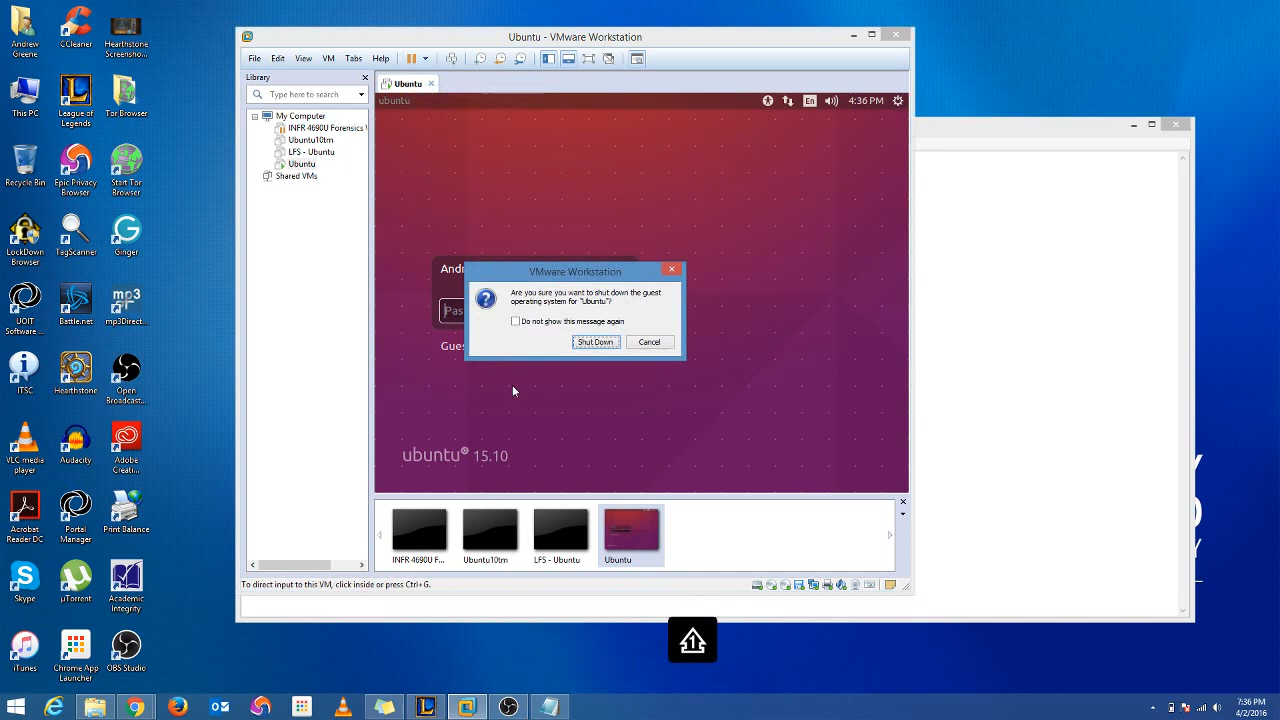 Andrew Greene
CCleaner
Hearthstone Screensho...
This PC
League of Legends
Tor Browser
Recycle Bin
Epic Privacy Browser
Start Tor Browser
LockDown Browser
TagScanner
Ginger
UOIT Software ...
Battle.net
mp3
mp3Direct...
ITSC
Hearthstone
Open Broadcast...
VLC media player
Audacity
Adobe Creati...
Acrobat Reader DC
Portal Manager
Print Balance
Skype
µTorrent
Academic Integrity
iTunes
Chrome App Launcher
OBS Studio
Ubuntu - VMware Workstation
File Edit View VM Tabs Help
Library
Type here to search
My Computer
INFR 4690U Forensics
Ubuntu10tm
LFS - Ubuntu
Ubuntu
Shared VMs
Ubuntu
ubuntu
En
4:36 PM
Andr
Pas
Gues
VMware Workstation
Are you sure you want to shut down the guest
operating system for "Ubuntu"?
Do not show this message again
Shut Down
Cancel
ubuntu® 15.10
INFR 4690U F...
Ubuntu10tm
LFS - Ubuntu
Ubuntu
To direct input to this VM, click inside or press Ctrl+G.
1
7:36 PM
4/2/2016